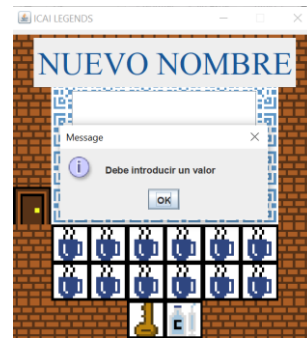 ICAI LEGENDS
NUEVO NOMBRE
Message
Debe introducir un valor
OK